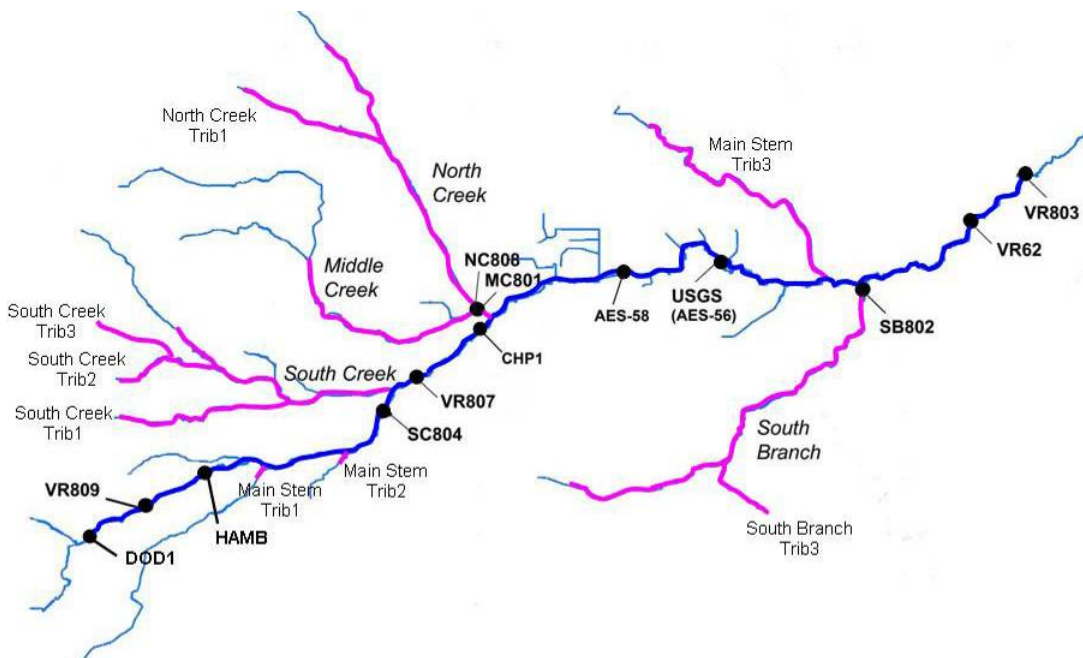 North Creek
Trib1
North
Creek
Main Stem
Trib3
VR803
VR62
NC808
MC801
Middle
Creek
USGS
(AES-56)
AES-58
SB802
South Creek
Trib3
CHP1
South Creek
Trib2
South Creek
VR807
South Creek
Trib1
SC804
South
Branch
Main Stem
Trib2
Main Stem
Trib1
VR809
HAMB
South Branch
Trib3
DOD1